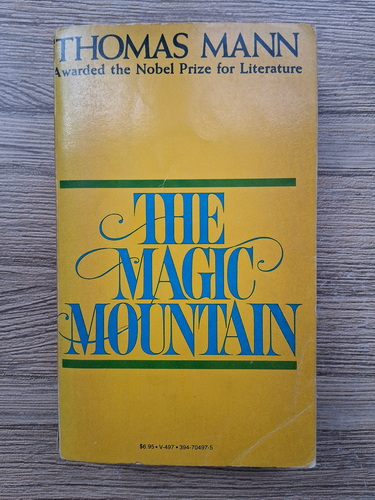 THOMAS MANN
Awarded the Nobel Prize for Literature
THE
MAGIC
MOUNTAIN
$6.95 • V-497 • 394-70497-5